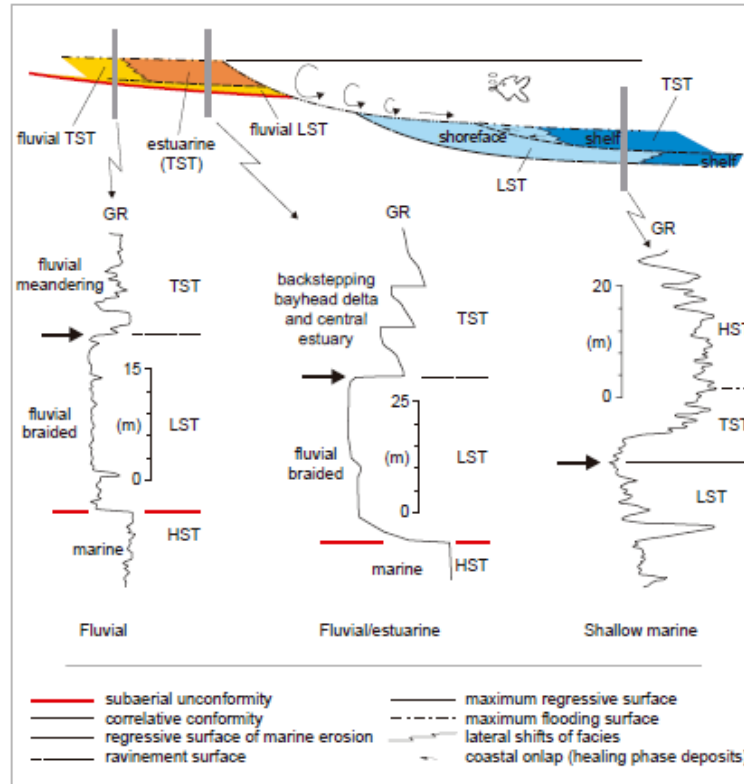 TST
fluvial TST
estuarine
(TST)
fluvial LST
shoreface
shelf
LST
shelf
GR
GR
GR
fluvial
meandering
TST
backstepping
bayhead delta
and central
estuary
TST
20
(m)
0
HST
TST
15
(m)
0
fluvial
braided
LST
25
(m)
0
fluvial
braided
LST
LST
HST
marine
marine
HST
Fluvial
Fluvial/estuarine
Shallow marine
subaerial unconformity
correlative conformity
regressive surface of marine erosion
ravinement surface
maximum regressive surface
maximum flooding surface
lateral shifts of facies
coastal onlap (healing phase deposits)